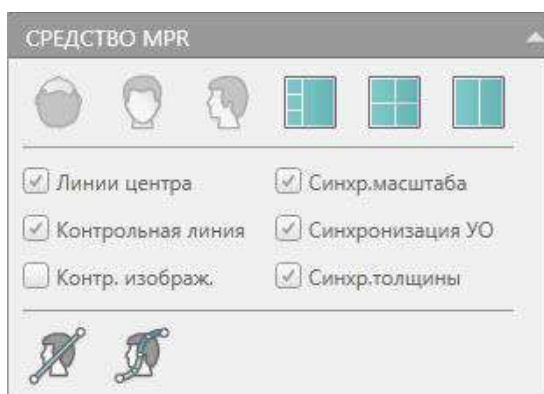 СРЕДСТВО MPR
Линии центра
Синхр.масштаба
Контрольная линия
Синхронизация УО
Контр. изображ.
Синхр.толщины